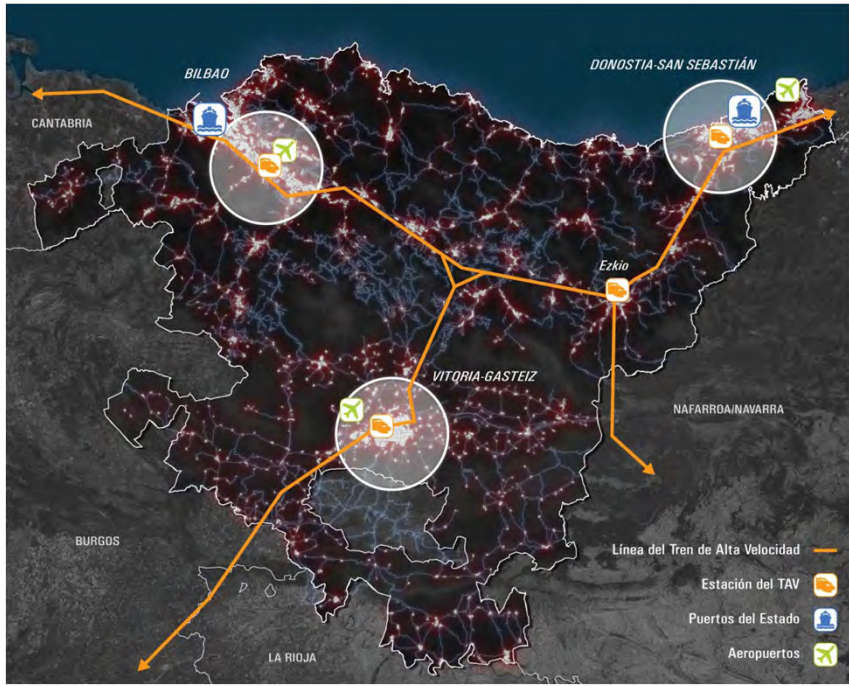 BILBAO
DONOSTIA-SAN SEBASTIÁN
CANTABRIA
Ezkio
VITORIA-GASTEIZ
NAFARROA/NAVARRA
BURGOS
LA RIOJA
Línea del Tren de Alta Velocidad
Estación del TAV
Puertos del Estado
Aeropuertos